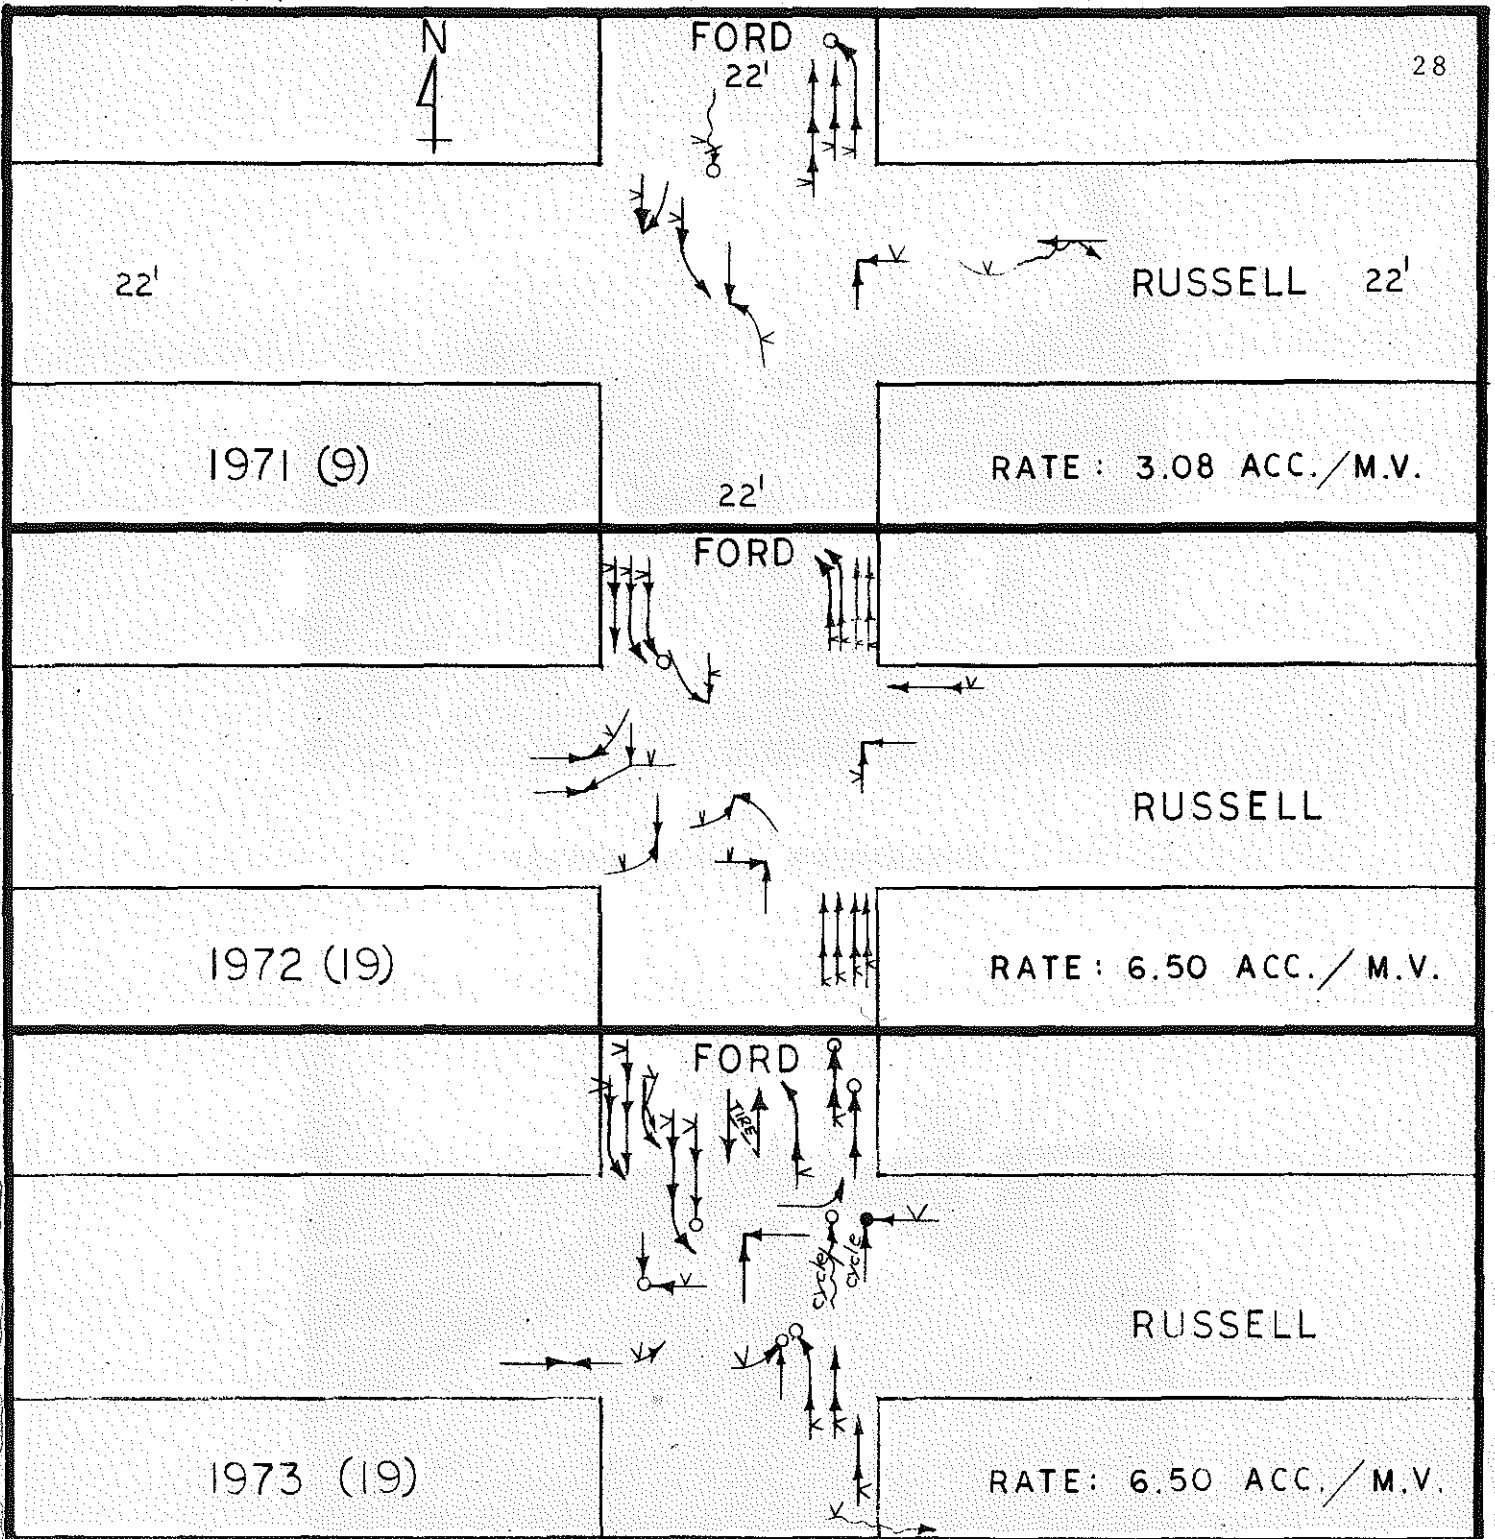 N
FORD
28
22'
22'
RUSSELL 22'
1971 (9)
RATE: 3.08 ACC./M.V.
22'
FORD
RUSSELL
1972 (19)
RATE: 6.50 ACC./M.V.
FORD
TIRE
cycle
cycle
RUSSELL
1973 (19)
RATE: 6.50 ACC./M.V.